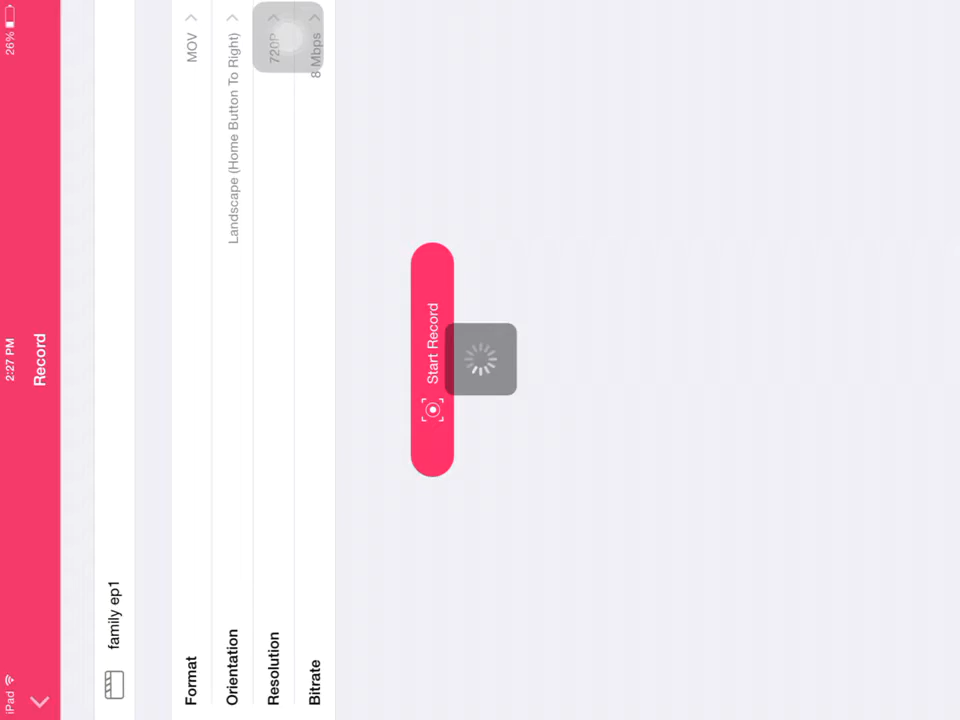 iPad 2:27 PM 26%
Record
family ep1
Format MOV
Orientation Landscape (Home Button To Right)
Resolution 720P
Bitrate 8 Mbps
Start Record